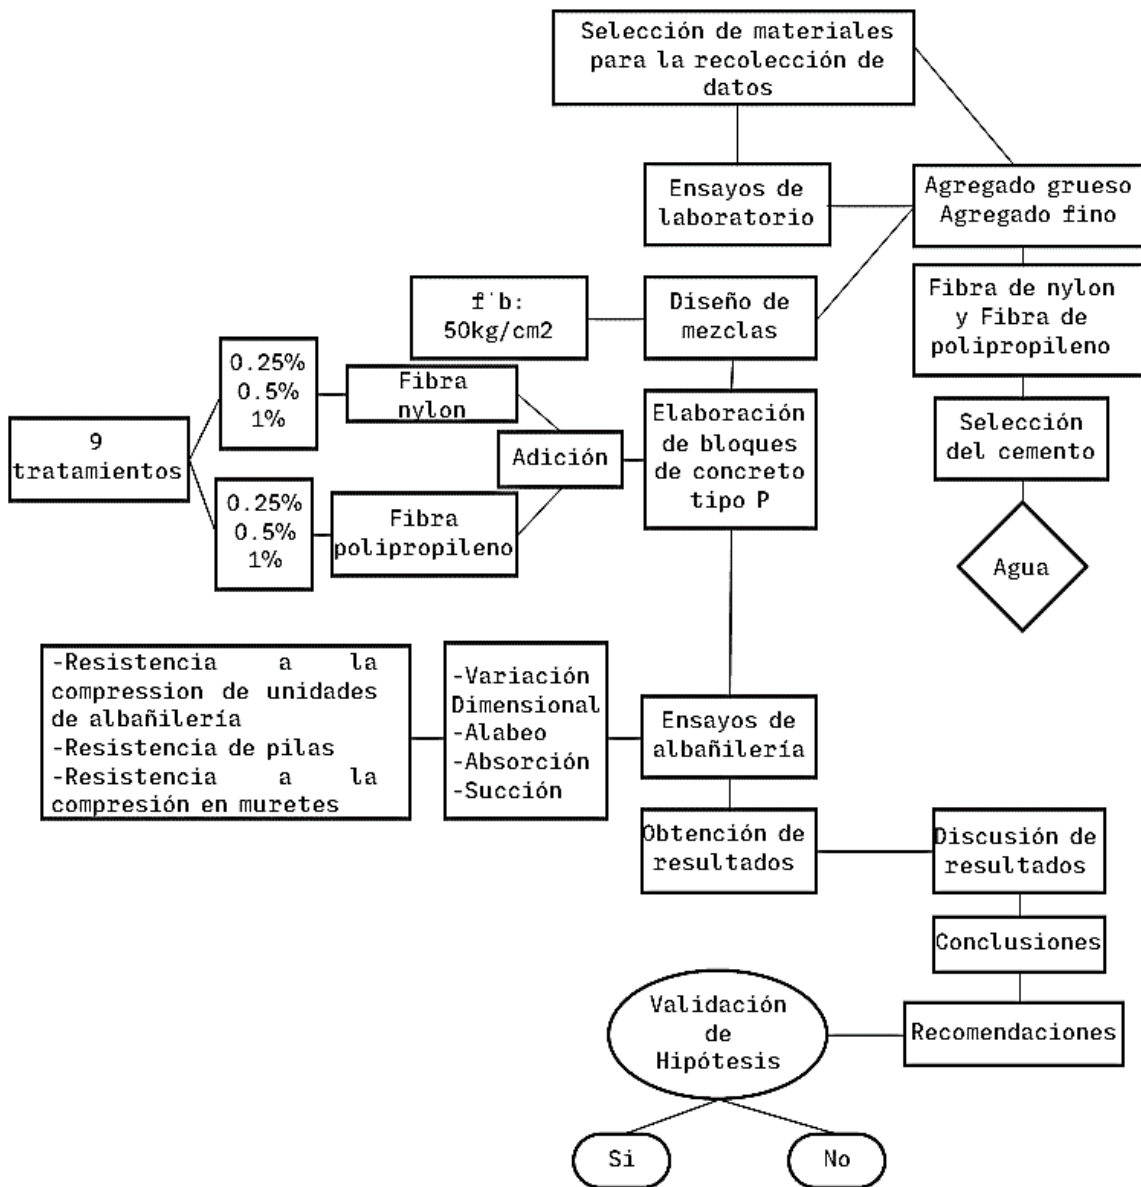 Selección de materiales
para la recolección de
datos
Ensayos de
laboratorio
Agregado grueso
Agregado fino
f'b:
50kg/cm2
Diseño de
mezclas
Fibra de nylon
y Fibra de
polipropileno
0.25%
0.5%
1%
Fibra
nylon
Elaboración
de bloques
de concreto
tipo P
Selección
del cemento
9
tratamientos
Adición
0.25%
0.5%
1%
Fibra
polipropileno
Agua
-Resistencia a la
compression de unidades
de albañilería
-Resistencia de pilas
-Resistencia a la
compresión en muretes
-Variación
Dimensional
-Alabeo
-Absorción
-Succión
Ensayos de
albañilería
Obtención de
resultados
Discusión de
resultados
Conclusiones
Validación
de
Hipótesis
Recomendaciones
Si
No